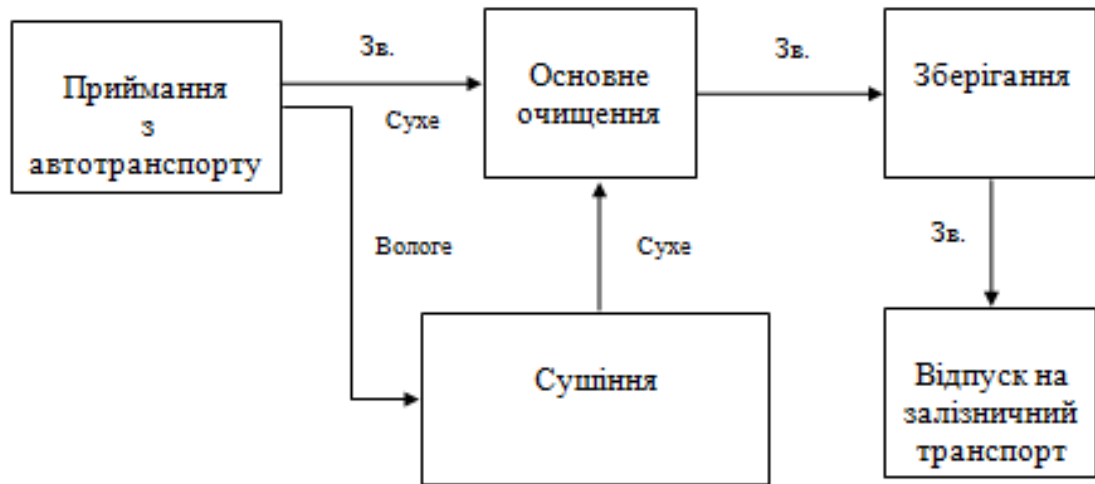 Приймання
з
автотранспорту
Зв.
Сухе
Основне
очищення
Зв.
Зберігання
Вологе
Сухе
Зв.
Сушіння
Відпуск на
залізничний
транспорт